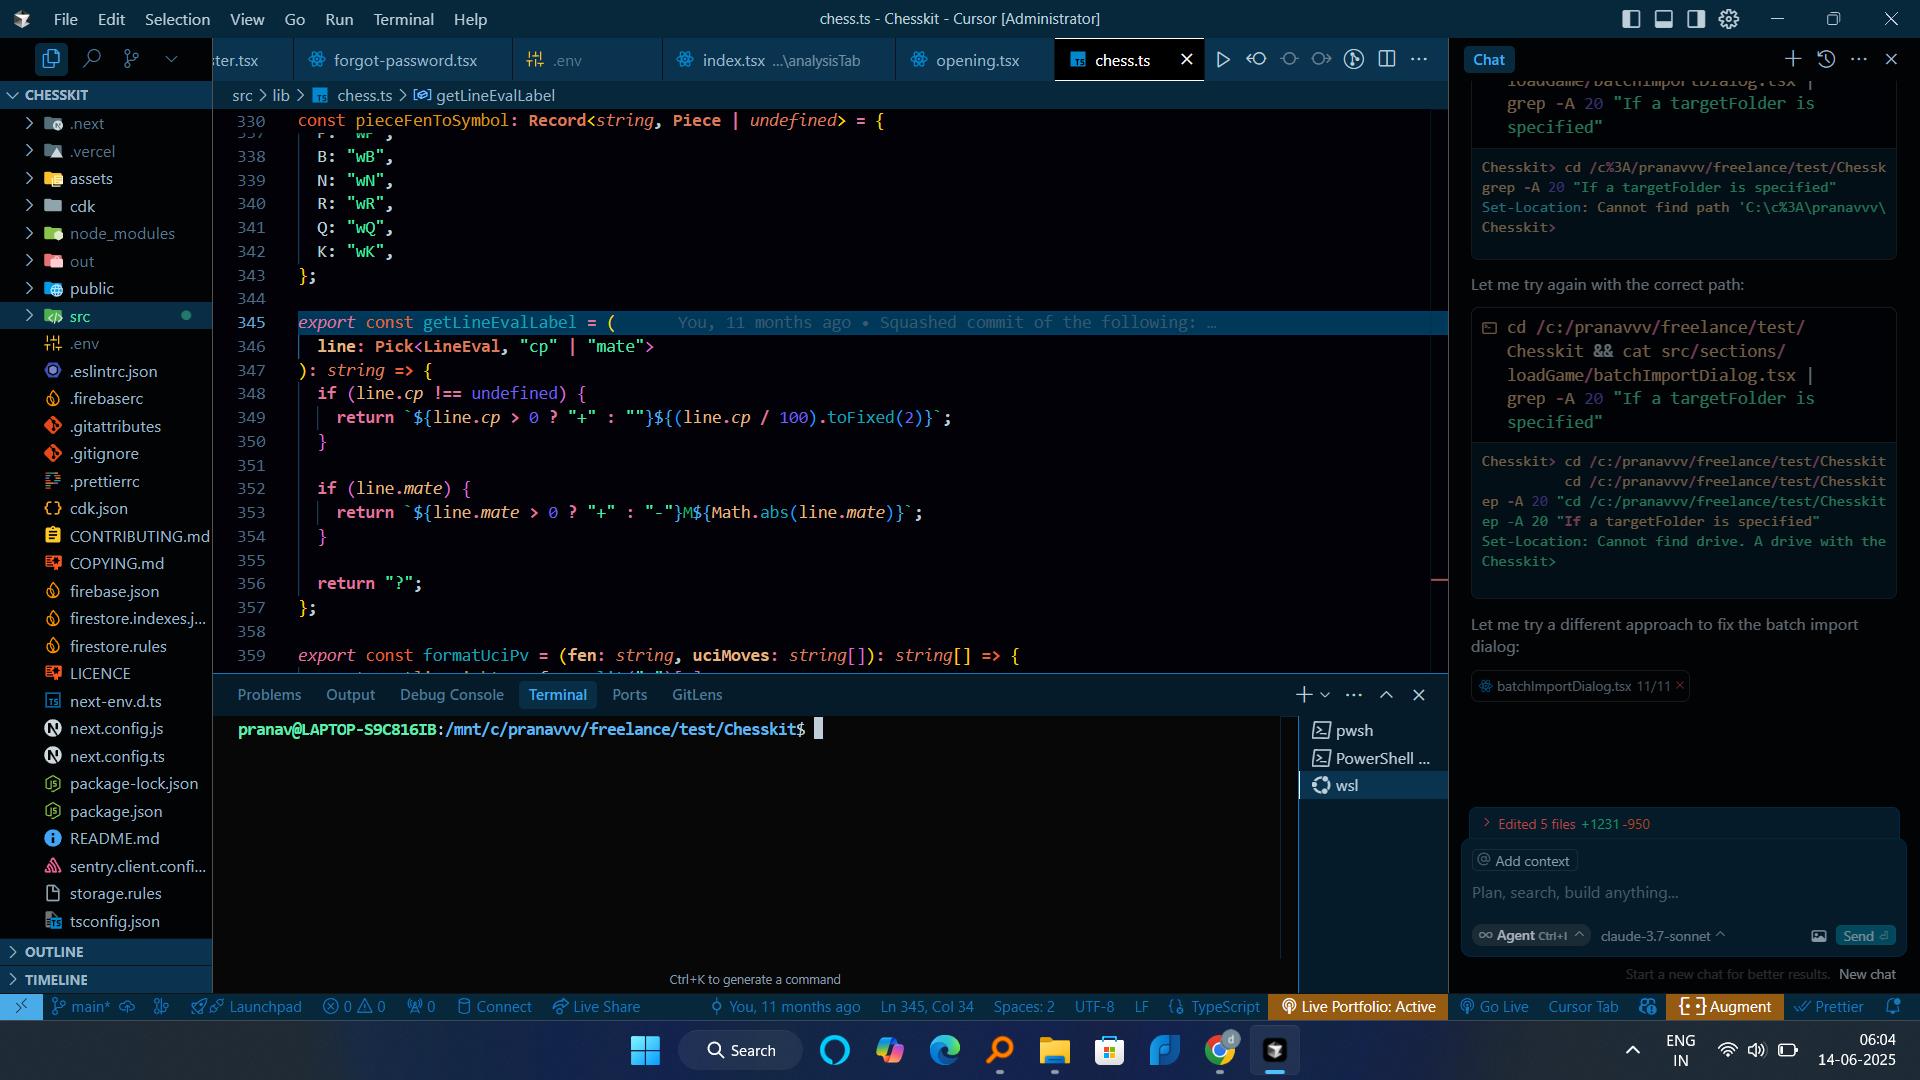 File Edit Selection View Go Run Terminal Help
chess.ts - Chesskit - Cursor [Administrator]
ster.tsx
forgot-password.tsx
.env
index.tsx ...\analysisTab
opening.tsx
chess.ts
CHESSKIT
.next
.vercel
assets
cdk
node_modules
out
public
src
.env
.eslintrc.json
.firebaserc
.gitattributes
.gitignore
.prettierrc
cdk.json
CONTRIBUTING.md
COPYING.md
firebase.json
firestore.indexes.j...
firestore.rules
LICENCE
next-env.d.ts
next.config.js
next.config.ts
package-lock.json
package.json
README.md
sentry.client.confi...
storage.rules
tsconfig.json
OUTLINE
TIMELINE
src > lib > chess.ts > getLineEvalLabel
330 const pieceFenToSymbol: Record<string, Piece | undefined> = {
338 B: "wB",
339 N: "wN",
340 R: "wR",
341 Q: "wQ",
342 K: "wK",
343 };
344
345 export const getLineEvalLabel = ( You, 11 months ago • Squashed commit of the following: …
346 line: Pick<LineEval, "cp" | "mate">
347 ): string => {
348 if (line.cp !== undefined) {
349 return `${line.cp > 0 ? "+" : ""}${(line.cp / 100).toFixed(2)}`;
350 }
351
352 if (line.mate) {
353 return `${line.mate > 0 ? "+" : "-"}M${Math.abs(line.mate)}`;
354 }
355
356 return "?";
357 };
358
359 export const formatUciPv = (fen: string, uciMoves: string[]): string[] => {
Problems Output Debug Console Terminal Ports GitLens
pranav@LAPTOP-S9C816IB:/mnt/c/pranavvv/freelance/test/Chesskit$
pwsh
PowerShell ...
wsl
Ctrl+K to generate a command
Chat
loadGame/batchImportDialog.tsx |
grep -A 20 "If a targetFolder is
specified"
Chesskit> cd /c%3A/pranavvv/freelance/test/Chessk
grep -A 20 "If a targetFolder is specified"
Set-Location: Cannot find path 'C:\c%3A\pranavvv\
Chesskit>
Let me try again with the correct path:
cd /c:/pranavvv/freelance/test/
Chesskit && cat src/sections/
loadGame/batchImportDialog.tsx |
grep -A 20 "If a targetFolder is
specified"
Chesskit> cd /c:/pranavvv/freelance/test/Chesskit
cd /c:/pranavvv/freelance/test/Chesskit
ep -A 20 "cd /c:/pranavvv/freelance/test/Chesskit
ep -A 20 "If a targetFolder is specified"
Set-Location: Cannot find drive. A drive with the
Chesskit>
Let me try a different approach to fix the batch import
dialog:
batchImportDialog.tsx 11/11
Edited 5 files +1231 -950
@ Add context
Plan, search, build anything...
Agent Ctrl+I
claude-3.7-sonnet
Send
Start a new chat for better results. New chat
main* Launchpad 0 0 0 Connect Live Share You, 11 months ago Ln 345, Col 34 Spaces: 2 UTF-8 LF TypeScript Live Portfolio: Active Go Live Cursor Tab Augment Prettier
Search
d
ENG
IN
06:04
14-06-2025